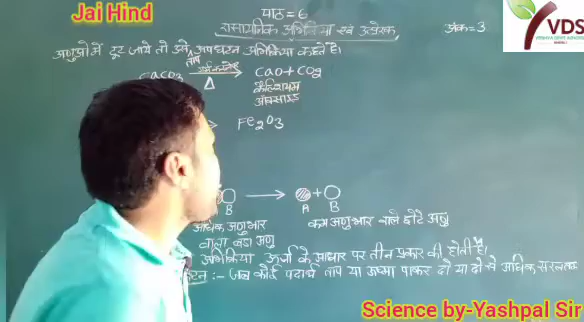 Jai Hind
पाठ = 6
रासायनिक अभिक्रिया एवं उत्प्रेरक
अंक = 3
VDS
अणुओं में टूट जाये तो उसे अपघटन अभिक्रिया कहते हैं।
CaCO3 → CaO + CO2
Δ
कैल्शियम
ऑक्साइड
Fe2O3
B → A + B
अधिक अणुभार
वाला बड़ा अणु
कम अणुभार वाले छोटे अणु
अभिक्रिया ऊर्जा के आधार पर तीन प्रकार की होती है।
:- जब कोई पदार्थ ताप या ऊष्मा पाकर दो या दो से अधिक सरलतम
Science by-Yashpal Sir